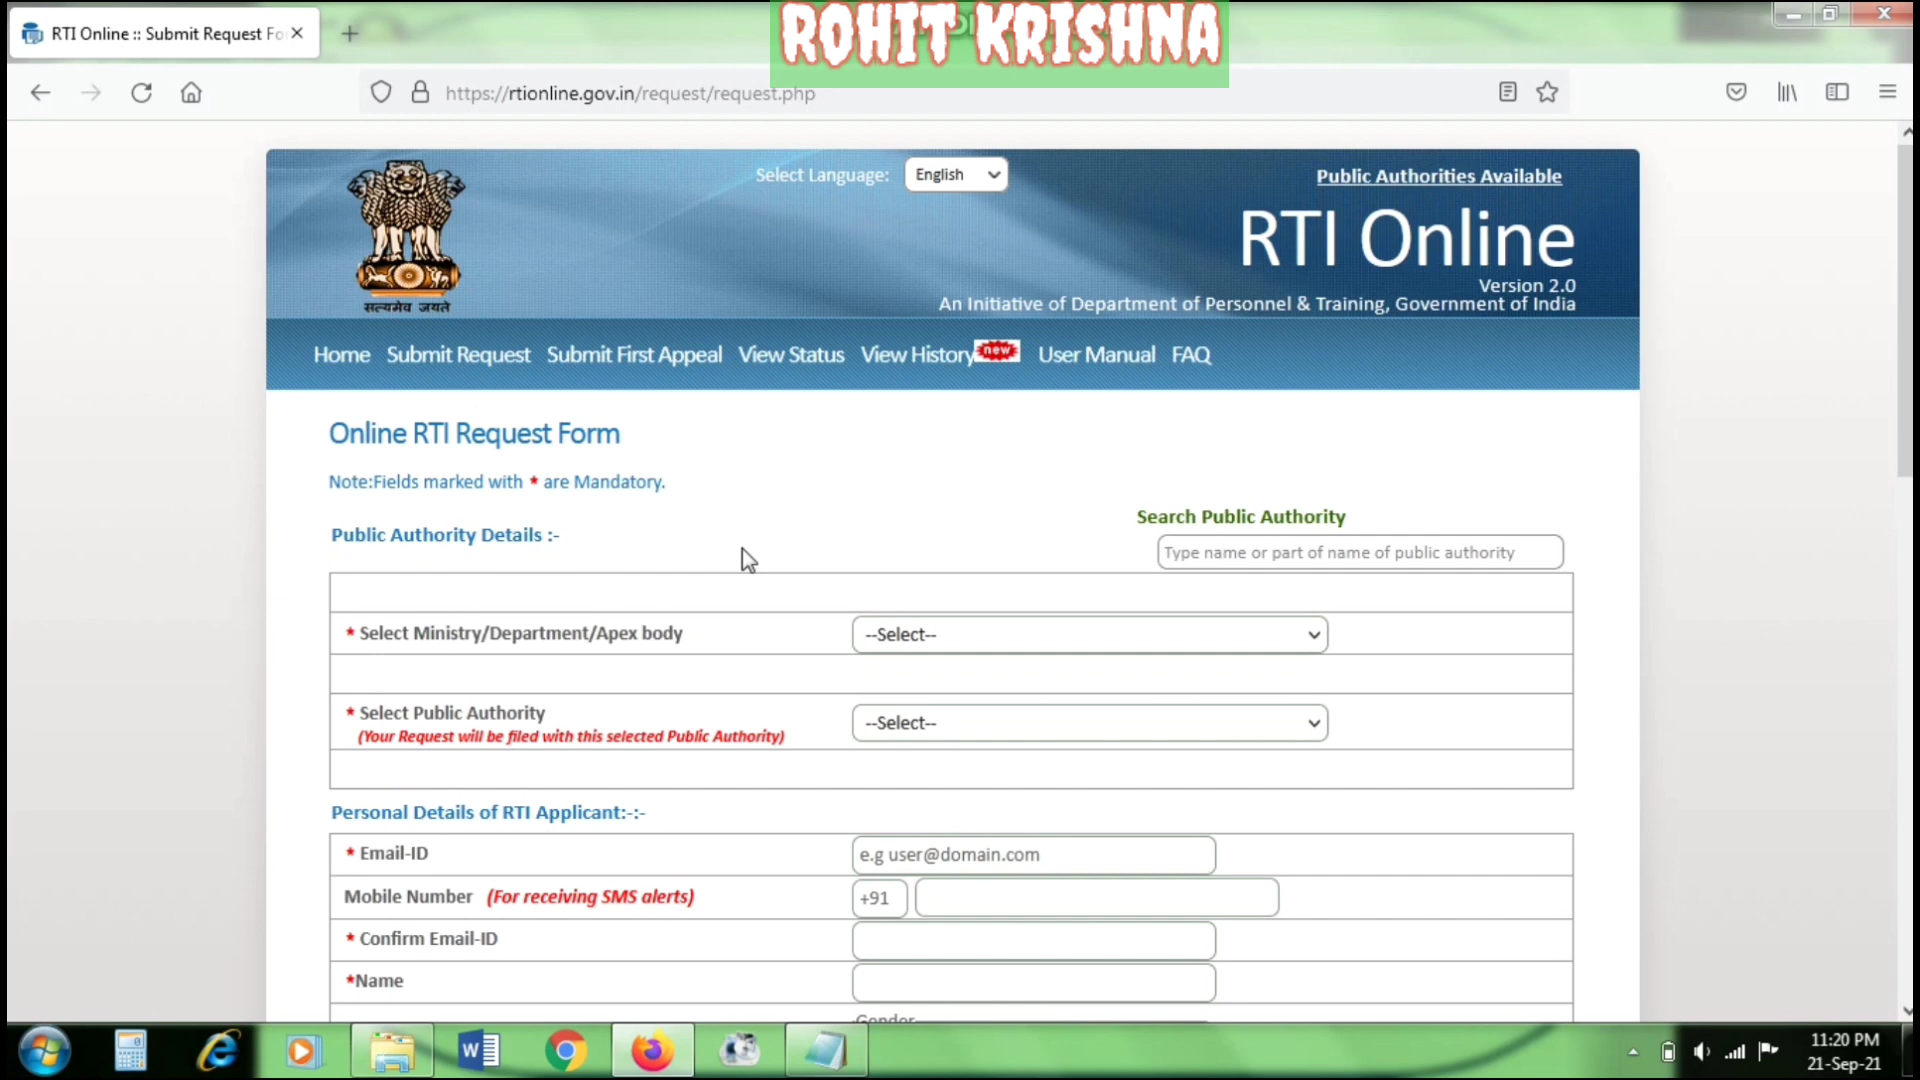 RTI Online :: Submit Request Fo
ROHIT KRISHNA
https://rtionline.gov.in/request/request.php
Select Language:
English
Public Authorities Available
RTI Online
Version 2.0
An Initiative of Department of Personnel & Training, Government of India
सत्यमेव जयते
Home Submit Request Submit First Appeal View Status View History new User Manual FAQ
Online RTI Request Form
Note:Fields marked with * are Mandatory.
Search Public Authority
Public Authority Details :-
Type name or part of name of public authority
* Select Ministry/Department/Apex body
--Select--
* Select Public Authority
(Your Request will be filed with this selected Public Authority)
--Select--
Personal Details of RTI Applicant:-:-
* Email-ID
e.g user@domain.com
Mobile Number (For receiving SMS alerts)
+91
* Confirm Email-ID
*Name
Gender
11:20 PM
21-Sep-21